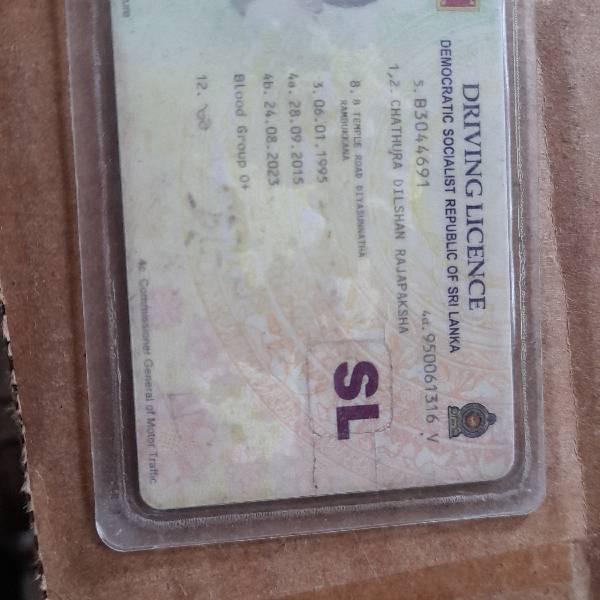 DRIVING LICENCE
DEMOCRATIC SOCIALIST REPUBLIC OF SRI LANKA
5. B3044691
4d. 950061316 V
1,2. CHATHURA DILSHAN RAJAPAKSHA
8. 8 TEMPLE ROAD DIYASUNNATHA
RAMBUKKANA
3. 06.01.1995
4a. 28.09.2015
4b. 24.08.2023
Blood Group O+
12.
SL
4c. Commissioner General of Motor Traffic